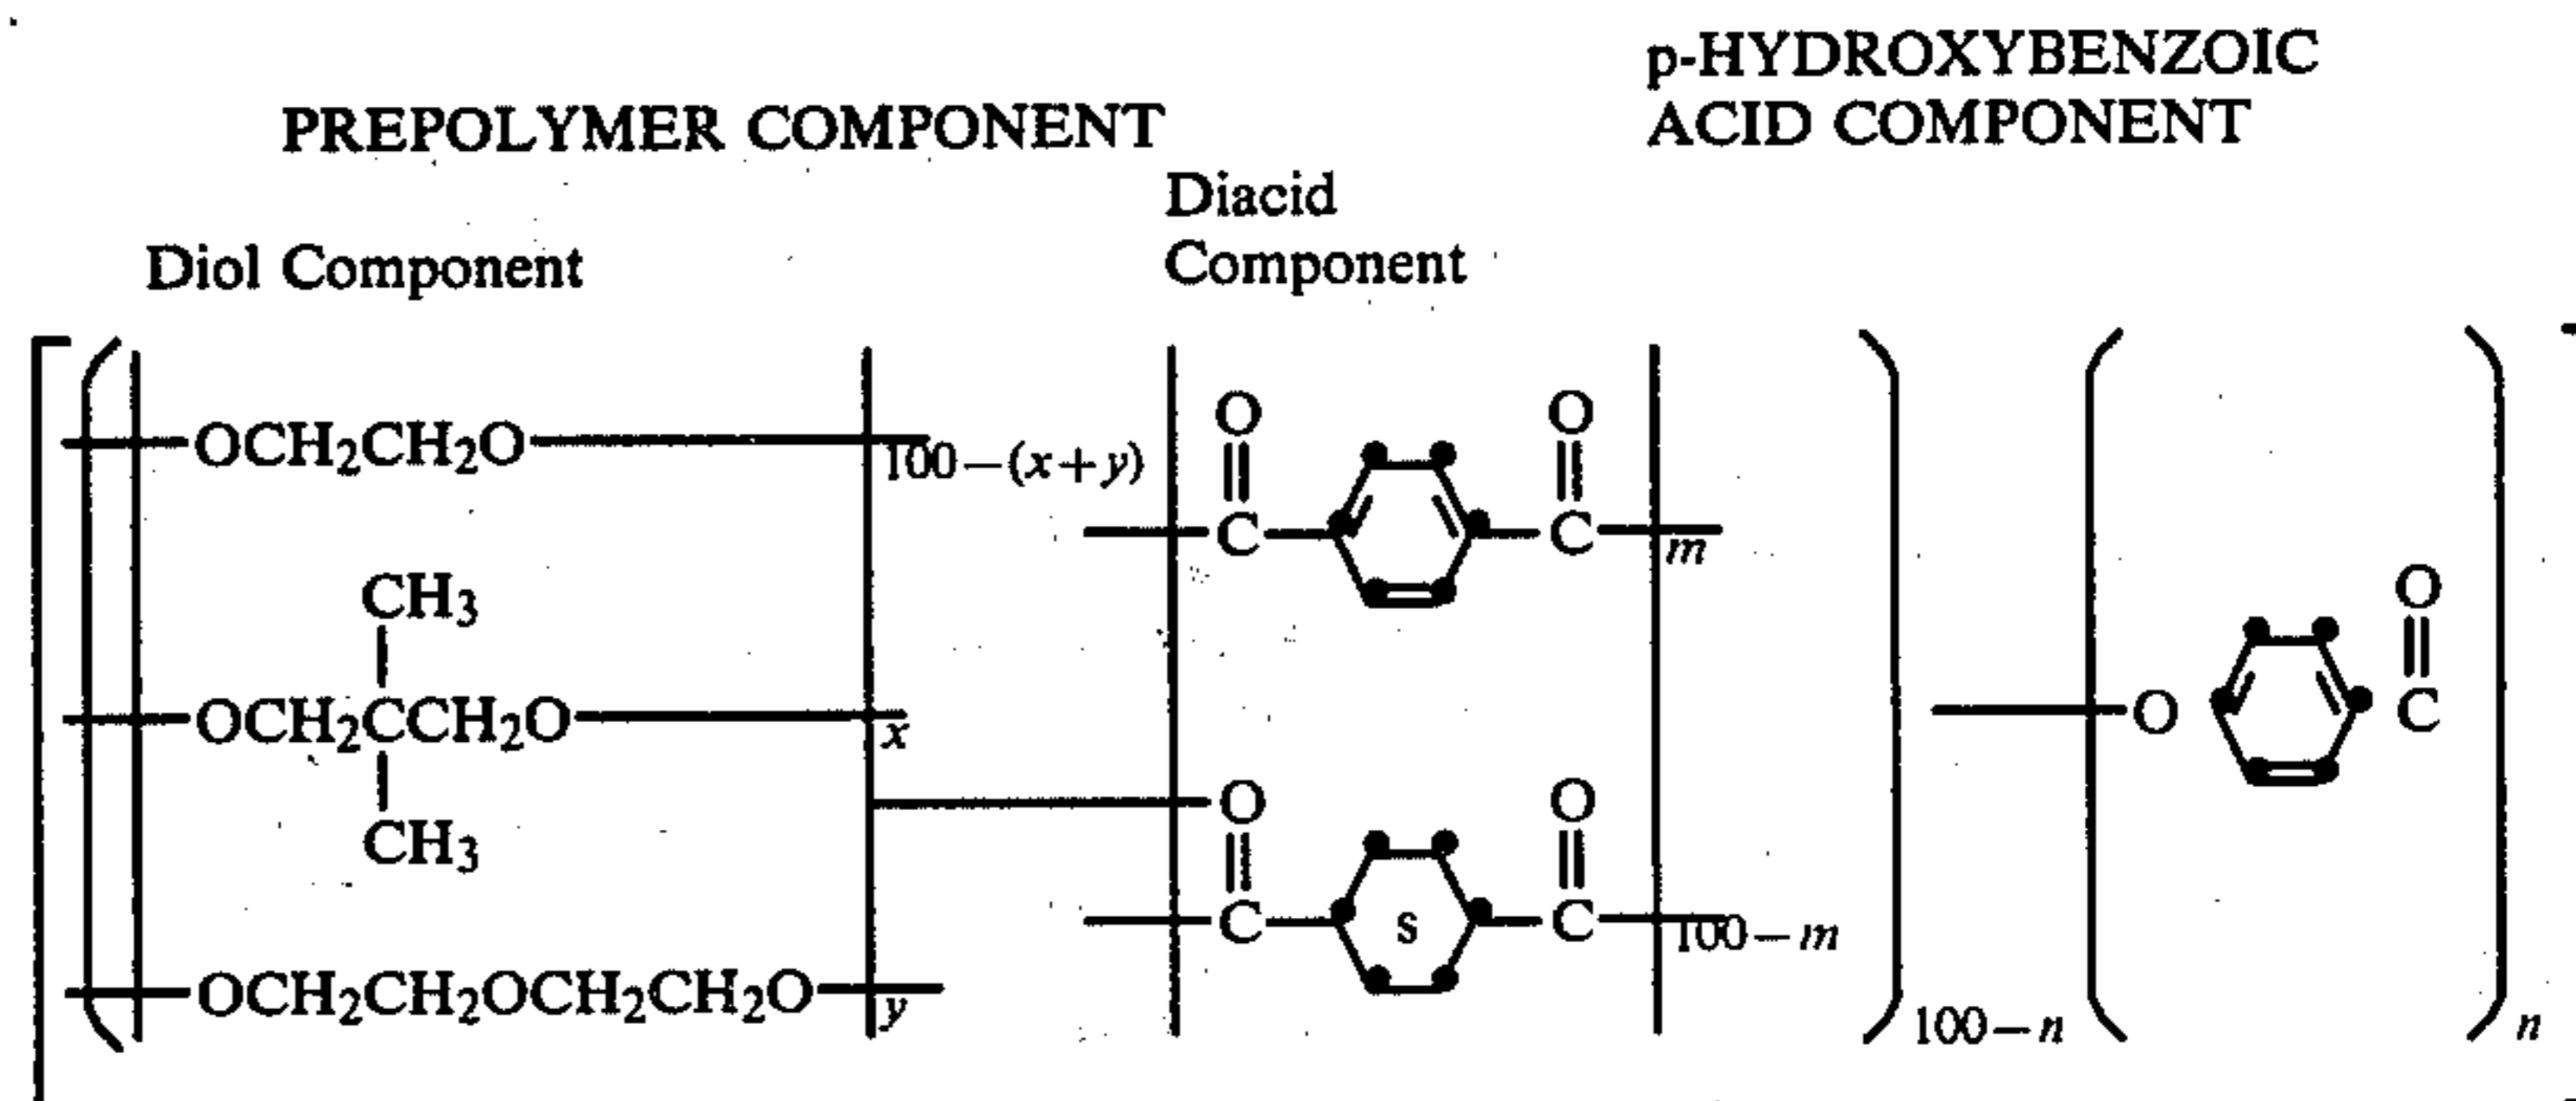 p-HYDROXYBENZOIC
ACID COMPONENT
PREPOLYMER COMPONENT
Diacid
Component
Diol Component
O O
OCH2CH2O 100−(x+y)
C C m
CH3
O
OCH2CCH2O x
O C
O O
CH3
C S C 100−m
OCH2CH2OCH2CH2O y
100−n n